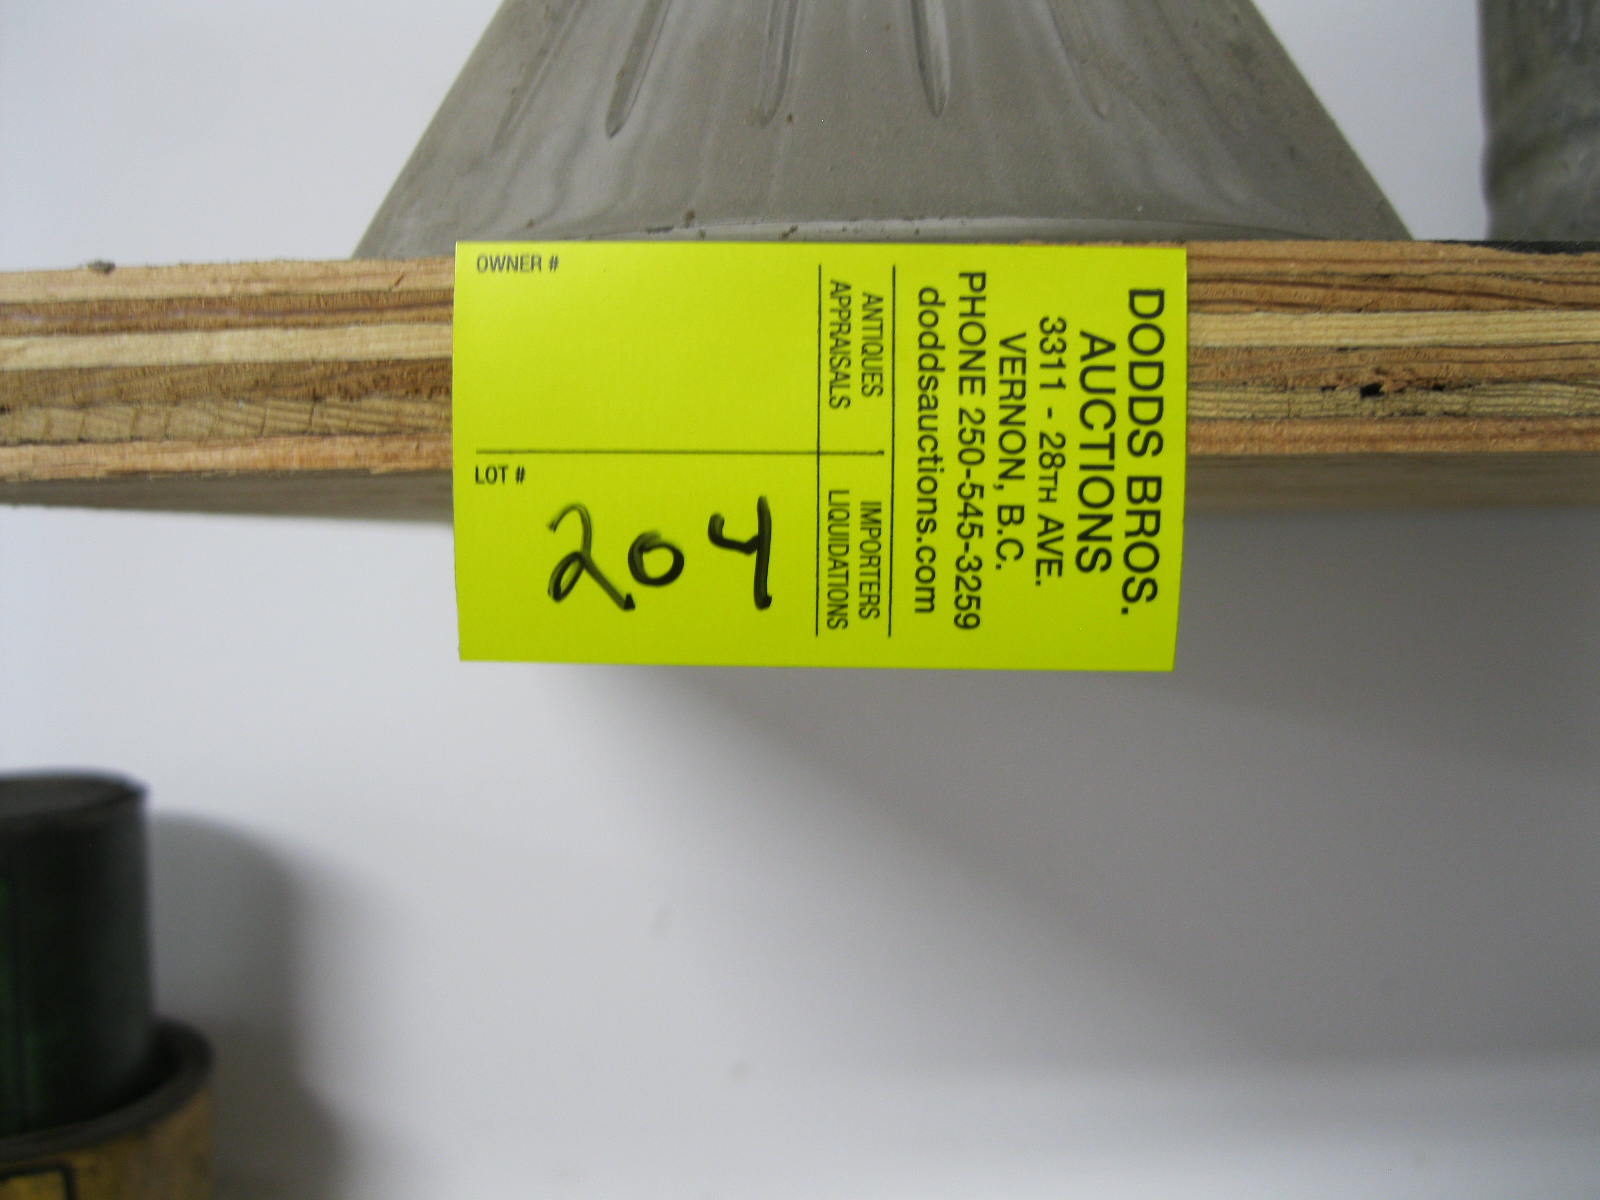 DODDS BROS.
AUCTIONS
3311 - 28TH AVE.
VERNON, B.C.
PHONE 250-545-3259
doddsauctions.com
ANTIQUES IMPORTERS
APPRAISALS LIQUIDATIONS
OWNER #
LOT #
20 J